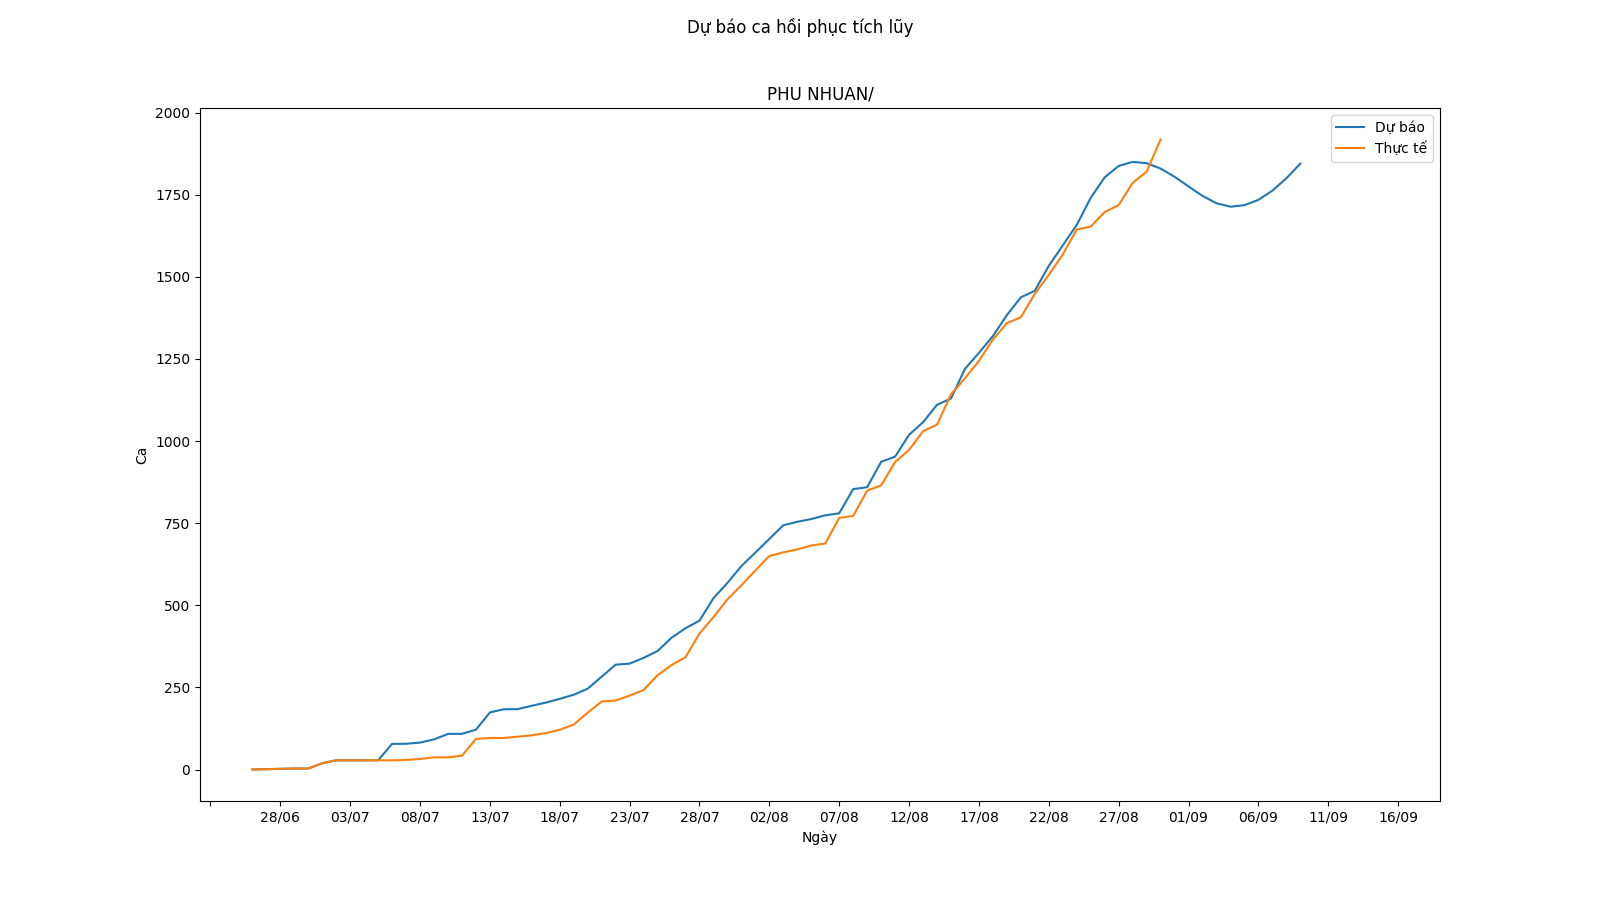 Dự báo ca hồi phục tích lũy
PHU NHUAN/
2000
1750
1500
1250
1000
750
500
250
0
Ca
Dự báo
Thực tế
28/06 03/07 08/07 13/07 18/07 23/07 28/07 02/08 07/08 12/08 17/08 22/08 27/08 01/09 06/09 11/09 16/09
Ngày